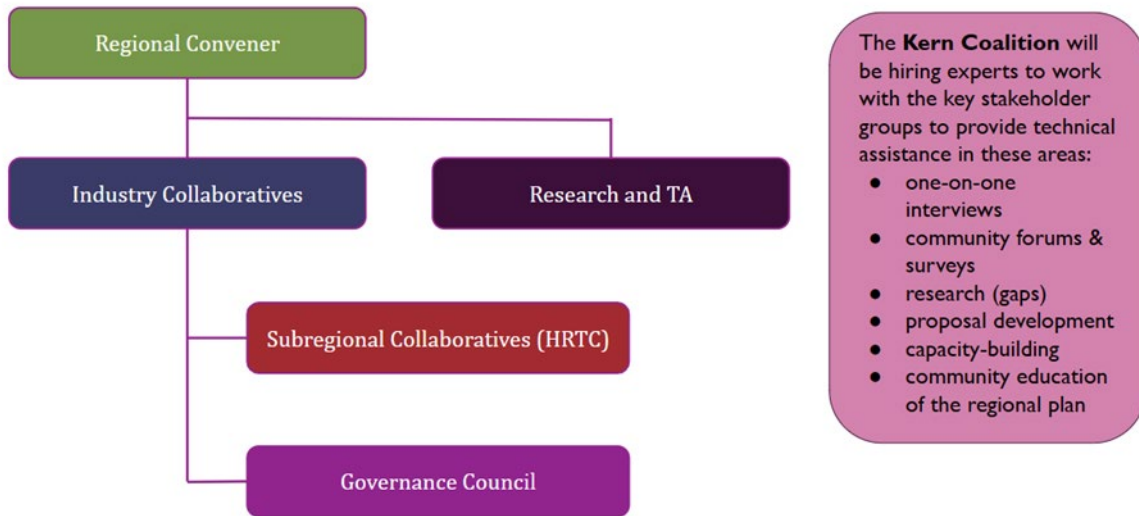 Regional Convener
Industry Collaboratives
Research and TA
Subregional Collaboratives (HRTC)
Governance Council
The Kern Coalition will
be hiring experts to work
with the key stakeholder
groups to provide technical
assistance in these areas:
● one-on-one
interviews
● community forums &
surveys
● research (gaps)
● proposal development
● capacity-building
● community education
of the regional plan